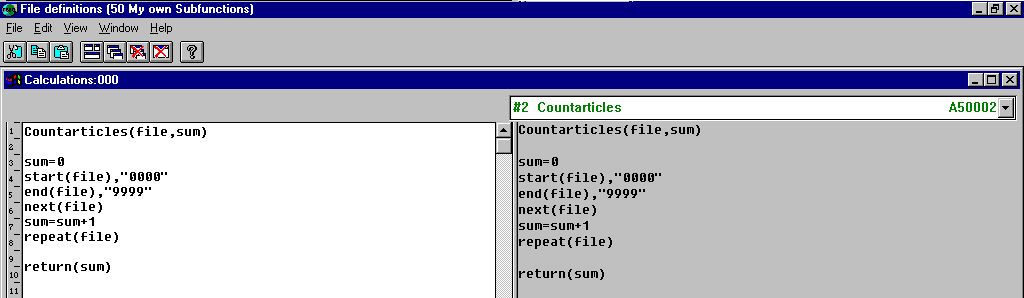 File definitions (50 My own Subfunctions)
File Edit View Window Help
Calculations:000
#2 Countarticles A50002
1 Countarticles(file,sum)
2
3 sum=0
4 start(file),"0000"
5 end(file),"9999"
6 next(file)
7 sum=sum+1
8 repeat(file)
9
10 return(sum)
11
Countarticles(file,sum)
sum=0
start(file),"0000"
end(file),"9999"
next(file)
sum=sum+1
repeat(file)
return(sum)